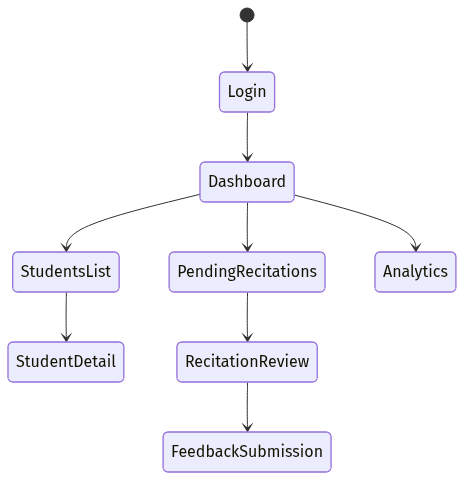 Login
Dashboard
StudentsList
PendingRecitations
Analytics
StudentDetail
RecitationReview
FeedbackSubmission